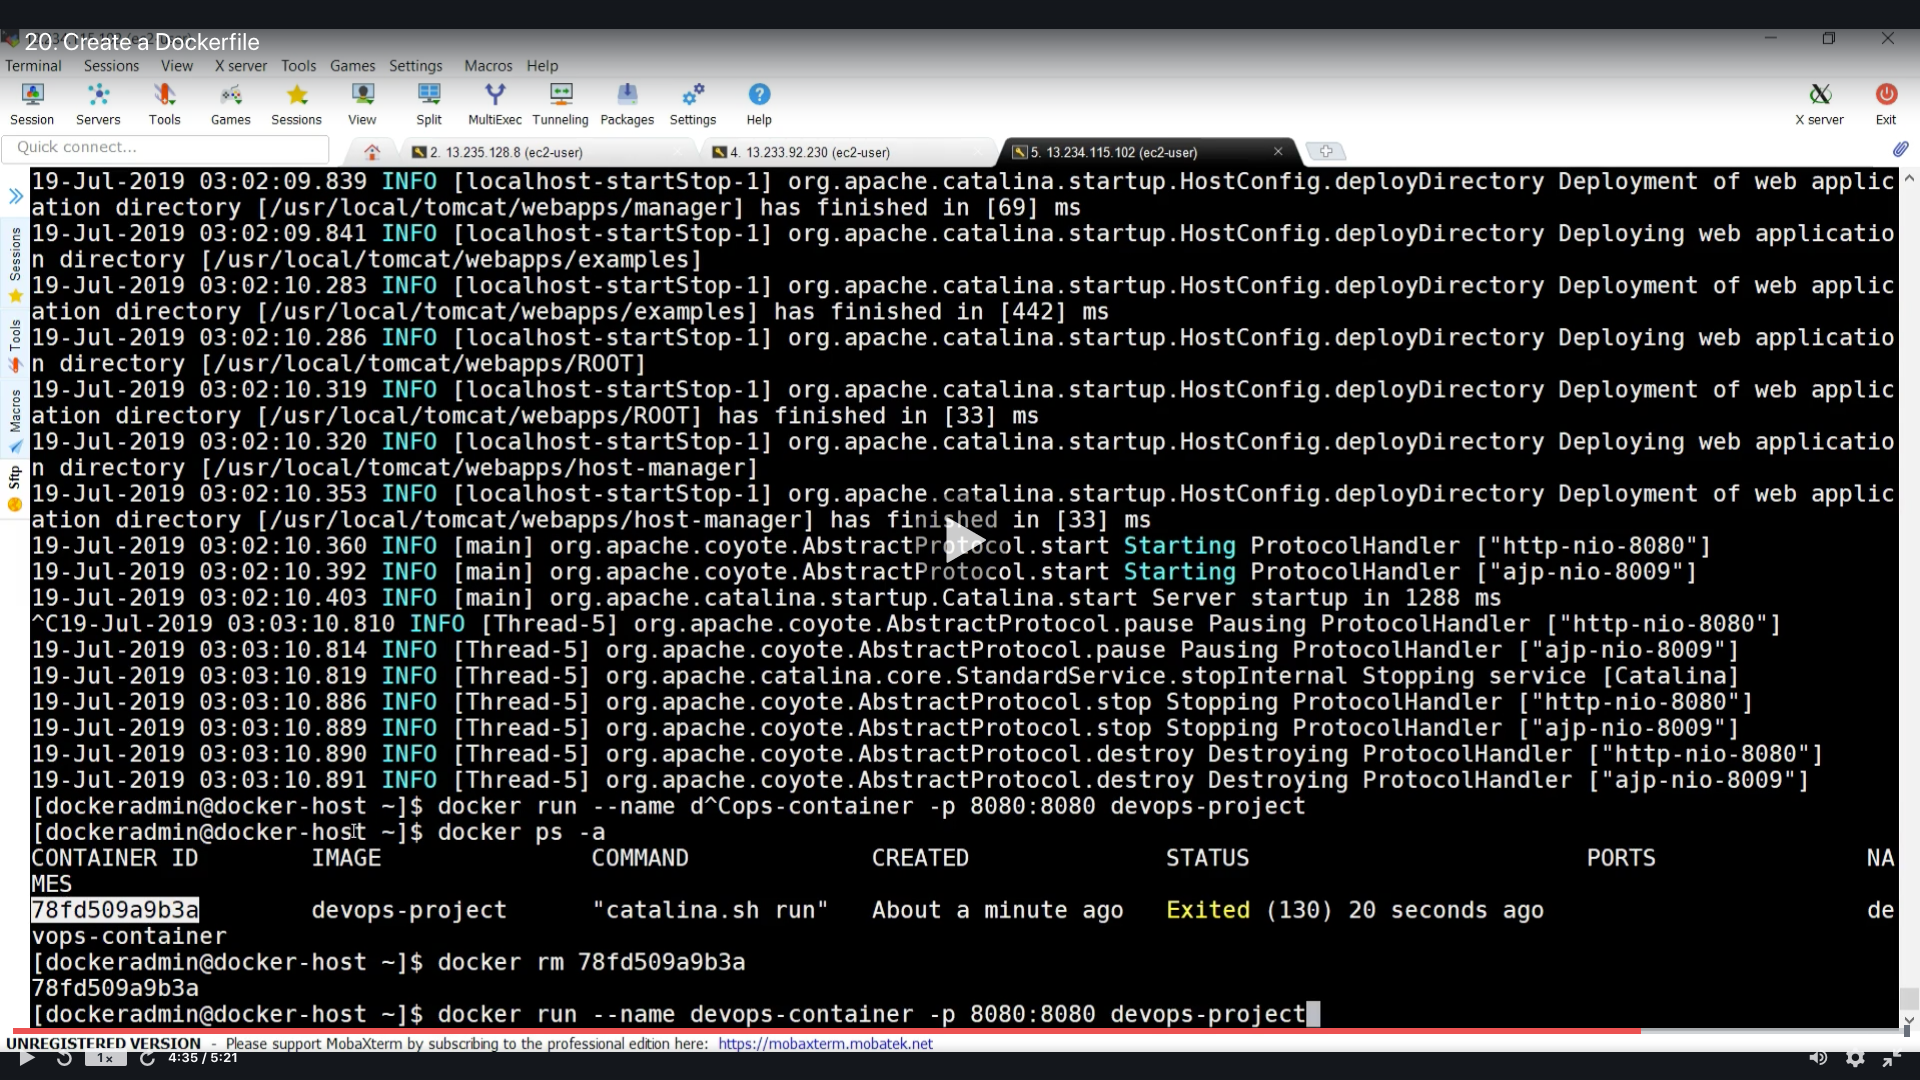 20. Create a Dockerfile
Terminal Sessions View X server Tools Games Settings Macros Help
Session Servers Tools Games Sessions View Split MultiExec Tunneling Packages Settings Help X server Exit
Quick connect... 2. 13.235.128.8 (ec2-user) 4. 13.233.92.230 (ec2-user) 5. 13.234.115.102 (ec2-user)
Sessions
Tools
Macros
Sftp
19-Jul-2019 03:02:09.839 INFO [localhost-startStop-1] org.apache.catalina.startup.HostConfig.deployDirectory Deployment of web applic
ation directory [/usr/local/tomcat/webapps/manager] has finished in [69] ms
19-Jul-2019 03:02:09.841 INFO [localhost-startStop-1] org.apache.catalina.startup.HostConfig.deployDirectory Deploying web applicatio
n directory [/usr/local/tomcat/webapps/examples]
19-Jul-2019 03:02:10.283 INFO [localhost-startStop-1] org.apache.catalina.startup.HostConfig.deployDirectory Deployment of web applic
ation directory [/usr/local/tomcat/webapps/examples] has finished in [442] ms
19-Jul-2019 03:02:10.286 INFO [localhost-startStop-1] org.apache.catalina.startup.HostConfig.deployDirectory Deploying web applicatio
n directory [/usr/local/tomcat/webapps/ROOT]
19-Jul-2019 03:02:10.319 INFO [localhost-startStop-1] org.apache.catalina.startup.HostConfig.deployDirectory Deployment of web applic
ation directory [/usr/local/tomcat/webapps/ROOT] has finished in [33] ms
19-Jul-2019 03:02:10.320 INFO [localhost-startStop-1] org.apache.catalina.startup.HostConfig.deployDirectory Deploying web applicatio
n directory [/usr/local/tomcat/webapps/host-manager]
19-Jul-2019 03:02:10.353 INFO [localhost-startStop-1] org.apache.catalina.startup.HostConfig.deployDirectory Deployment of web applic
ation directory [/usr/local/tomcat/webapps/host-manager] has finished in [33] ms
19-Jul-2019 03:02:10.360 INFO [main] org.apache.coyote.AbstractProtocol.start Starting ProtocolHandler ["http-nio-8080"]
19-Jul-2019 03:02:10.392 INFO [main] org.apache.coyote.AbstractProtocol.start Starting ProtocolHandler ["ajp-nio-8009"]
19-Jul-2019 03:02:10.403 INFO [main] org.apache.catalina.startup.Catalina.start Server startup in 1288 ms
^C19-Jul-2019 03:03:10.810 INFO [Thread-5] org.apache.coyote.AbstractProtocol.pause Pausing ProtocolHandler ["http-nio-8080"]
19-Jul-2019 03:03:10.814 INFO [Thread-5] org.apache.coyote.AbstractProtocol.pause Pausing ProtocolHandler ["ajp-nio-8009"]
19-Jul-2019 03:03:10.819 INFO [Thread-5] org.apache.catalina.core.StandardService.stopInternal Stopping service [Catalina]
19-Jul-2019 03:03:10.886 INFO [Thread-5] org.apache.coyote.AbstractProtocol.stop Stopping ProtocolHandler ["http-nio-8080"]
19-Jul-2019 03:03:10.889 INFO [Thread-5] org.apache.coyote.AbstractProtocol.stop Stopping ProtocolHandler ["ajp-nio-8009"]
19-Jul-2019 03:03:10.890 INFO [Thread-5] org.apache.coyote.AbstractProtocol.destroy Destroying ProtocolHandler ["http-nio-8080"]
19-Jul-2019 03:03:10.891 INFO [Thread-5] org.apache.coyote.AbstractProtocol.destroy Destroying ProtocolHandler ["ajp-nio-8009"]
[dockeradmin@docker-host ~]$ docker run --name d^Cops-container -p 8080:8080 devops-project
[dockeradmin@docker-host ~]$ docker ps -a
CONTAINER ID IMAGE COMMAND CREATED STATUS PORTS NA
MES
78fd509a9b3a devops-project "catalina.sh run" About a minute ago Exited (130) 20 seconds ago de
vops-container
[dockeradmin@docker-host ~]$ docker rm 78fd509a9b3a
78fd509a9b3a
[dockeradmin@docker-host ~]$ docker run --name devops-container -p 8080:8080 devops-project
UNREGISTERED VERSION - Please support MobaXterm by subscribing to the professional edition here: https://mobaxterm.mobatek.net
1x 4:35 / 5:21